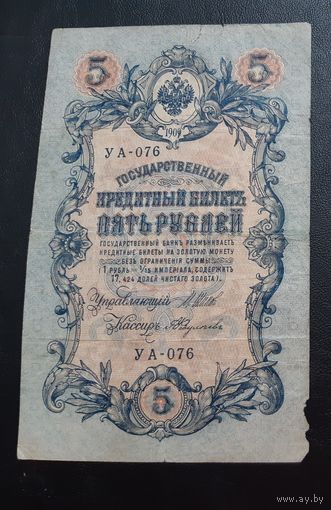 5 5
1909
УА-076
ГОСУДАРСТВЕННЫЙ
КРЕДИТНЫЙ БИЛЕТЪ
ПЯТЬ РУБЛЕЙ
ГОСУДАРСТВЕННЫЙ БАНКЪ РАЗМѢНИВАЕТЪ
КРЕДИТНЫЕ БИЛЕТЫ НА ЗОЛОТУЮ МОНЕТУ
БЕЗЪ ОГРАНИЧЕНІЯ СУММЫ
(1 РУБЛЬ = 1/15 ИМПЕРІАЛА, СОДЕРЖИТЪ
17,424 ДОЛЕЙ ЧИСТАГО ЗОЛОТА).
Управляющій
Кассиръ
УА-076
5
www.ay.by